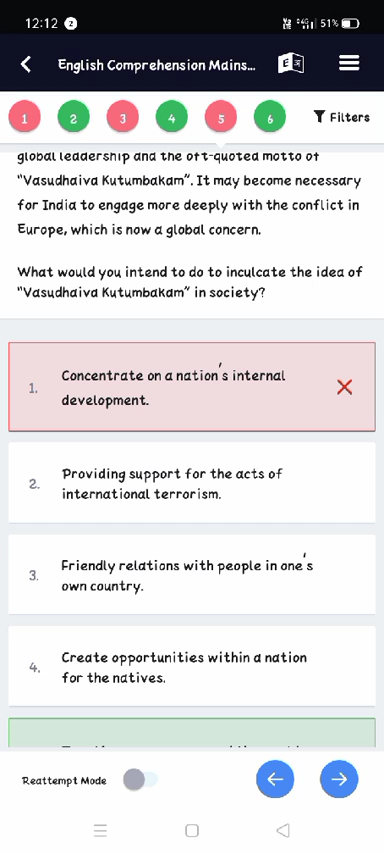 12:12 2 51%
English Comprehension Mains...
1 2 3 4 5 6 Filters
global leadership and the oft-quoted motto of
"Vasudhaiva Kutumbakam". It may become necessary
for India to engage more deeply with the conflict in
Europe, which is now a global concern.
What would you intend to do to inculcate the idea of
"Vasudhaiva Kutumbakam" in society?
1. Concentrate on a nation's internal
development.
2. Providing support for the acts of
international terrorism.
3. Friendly relations with people in one's
own country.
4. Create opportunities within a nation
for the natives.
Reattempt Mode